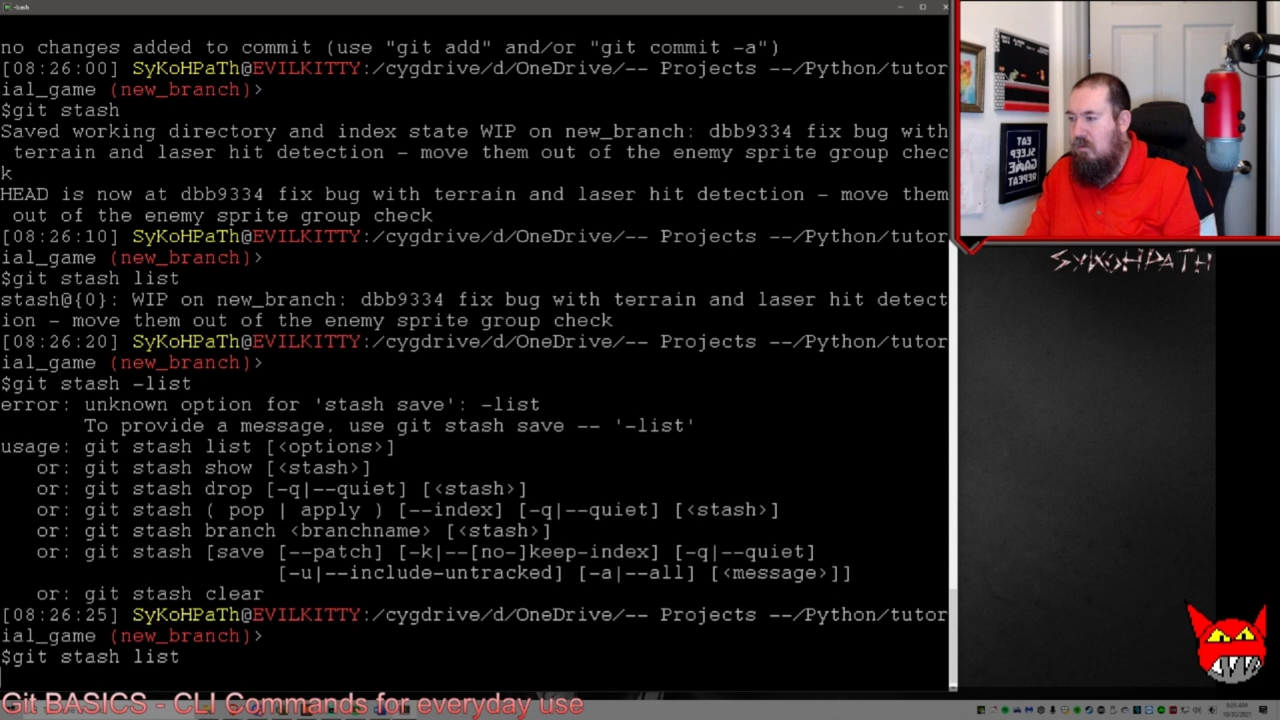 -bash
no changes added to commit (use "git add" and/or "git commit -a")
[08:26:00] SyKoHPaTh@EVILKITTY:/cygdrive/d/OneDrive/-- Projects --/Python/tutor
ial_game (new_branch)>
$git stash
Saved working directory and index state WIP on new_branch: dbb9334 fix bug with
 terrain and laser hit detection - move them out of the enemy sprite group chec
k
HEAD is now at dbb9334 fix bug with terrain and laser hit detection - move them
 out of the enemy sprite group check
[08:26:10] SyKoHPaTh@EVILKITTY:/cygdrive/d/OneDrive/-- Projects --/Python/tutor
ial_game (new_branch)>
$git stash list
stash@{0}: WIP on new_branch: dbb9334 fix bug with terrain and laser hit detect
ion - move them out of the enemy sprite group check
[08:26:20] SyKoHPaTh@EVILKITTY:/cygdrive/d/OneDrive/-- Projects --/Python/tutor
ial_game (new_branch)>
$git stash -list
error: unknown option for 'stash save': -list
       To provide a message, use git stash save -- '-list'
usage: git stash list [<options>]
   or: git stash show [<stash>]
   or: git stash drop [-q|--quiet] [<stash>]
   or: git stash ( pop | apply ) [--index] [-q|--quiet] [<stash>]
   or: git stash branch <branchname> [<stash>]
   or: git stash [save [--patch] [-k|--[no-]keep-index] [-q|--quiet]
                       [-u|--include-untracked] [-a|--all] [<message>]]
   or: git stash clear
[08:26:25] SyKoHPaTh@EVILKITTY:/cygdrive/d/OneDrive/-- Projects --/Python/tutor
ial_game (new_branch)>
$git stash list
EAT
SLEEP
GAME
REPEAT
SYKOHPATH
Git BASICS - CLI Commands for everyday use